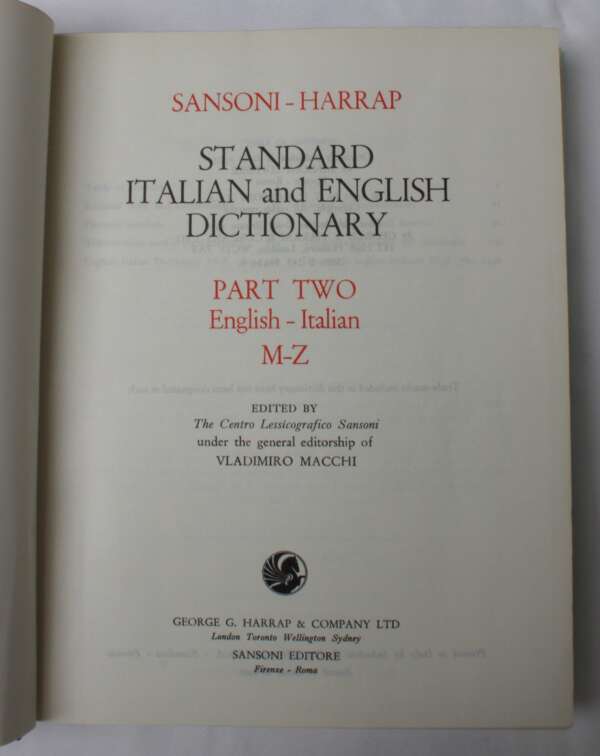 SANSONI - HARRAP
STANDARD
ITALIAN and ENGLISH
DICTIONARY
PART TWO
English - Italian
M-Z
EDITED BY
The Centro Lessicografico Sansoni
under the general editorship of
VLADIMIRO MACCHI
GEORGE G. HARRAP & COMPANY LTD
London Toronto Wellington Sydney
SANSONI EDITORE
Firenze - Roma